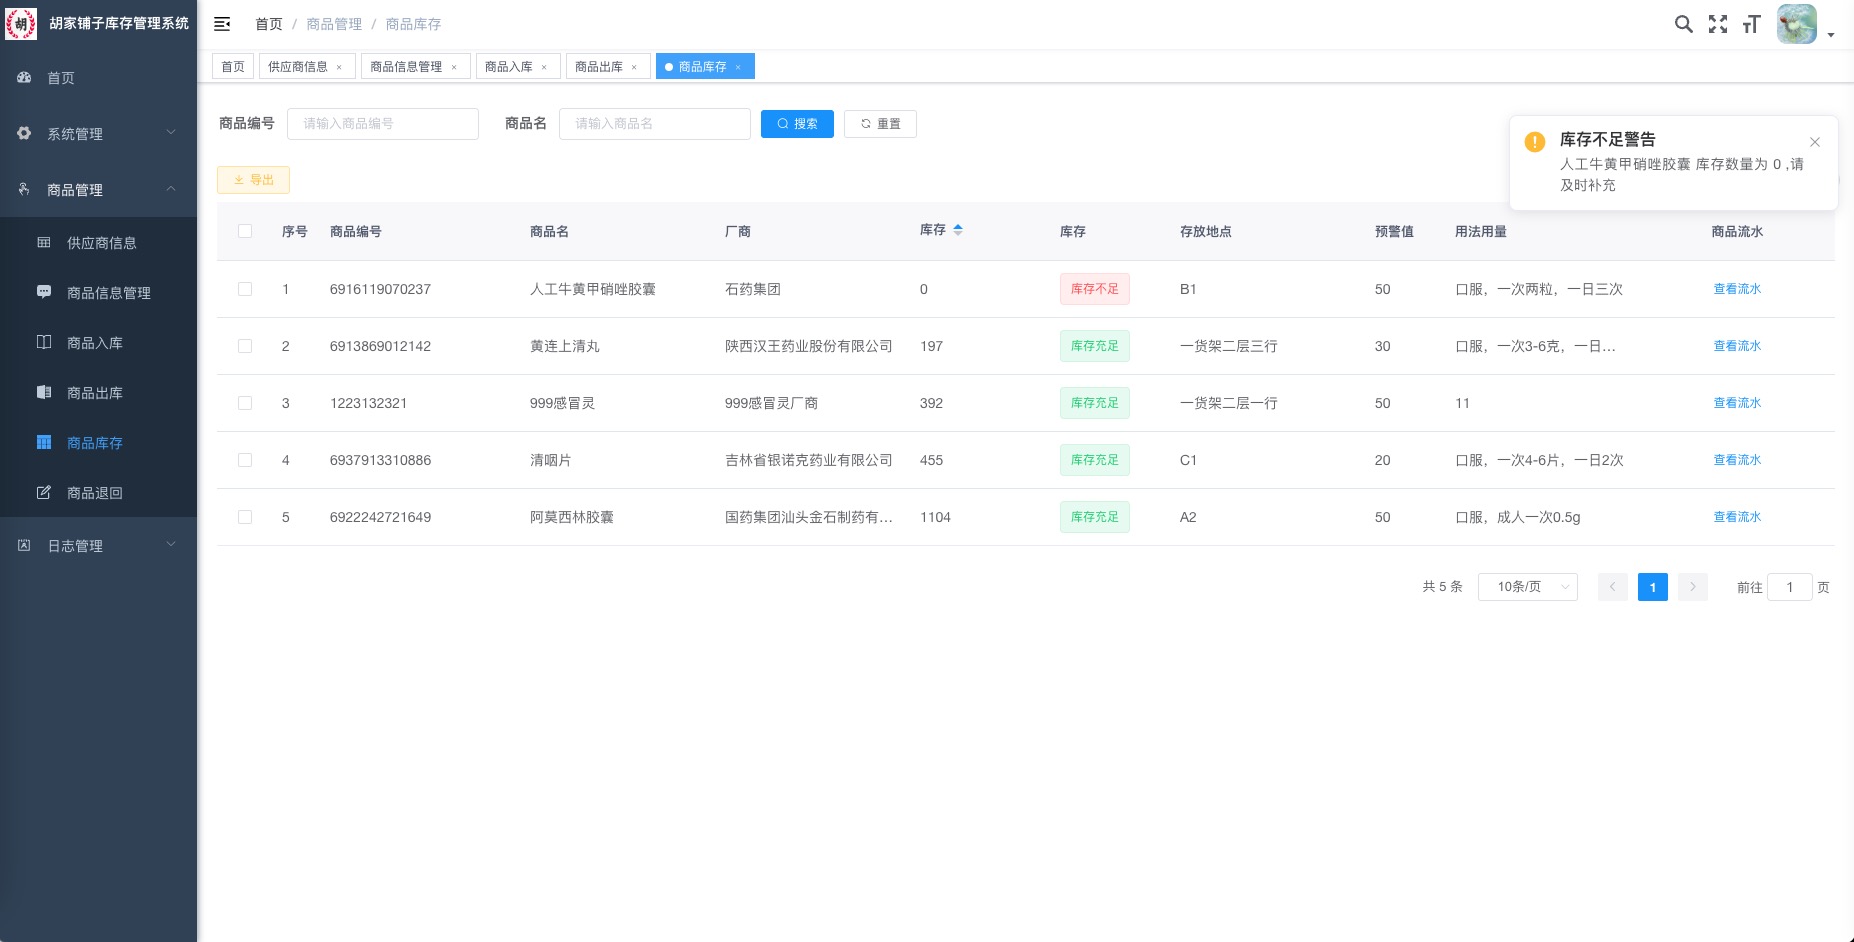 胡
胡家铺子库存管理系统
首页 / 商品管理 / 商品库存
首页
供应商信息 ×
商品信息管理 ×
商品入库 ×
商品出库 ×
商品库存 ×
首页
系统管理
商品管理
供应商信息
商品信息管理
商品入库
商品出库
商品库存
商品退回
日志管理
商品编号 请输入商品编号 商品名 请输入商品名 搜索 重置
导出
库存不足警告
人工牛黄甲硝唑胶囊 库存数量为 0 ,请
及时补充
序号 商品编号 商品名 厂商 库存 库存 存放地点 预警值 用法用量 商品流水
1 6916119070237 人工牛黄甲硝唑胶囊 石药集团 0 库存不足 B1 50 口服，一次两粒，一日三次 查看流水
2 6913869012142 黄连上清丸 陕西汉王药业股份有限公司 197 库存充足 一货架二层三行 30 口服，一次3-6克，一日... 查看流水
3 1223132321 999感冒灵 999感冒灵厂商 392 库存充足 一货架二层一行 50 11 查看流水
4 6937913310886 清咽片 吉林省银诺克药业有限公司 455 库存充足 C1 20 口服，一次4-6片，一日2次 查看流水
5 6922242721649 阿莫西林胶囊 国药集团汕头金石制药有... 1104 库存充足 A2 50 口服，成人一次0.5g 查看流水
共 5 条 10条/页 1 前往 1 页